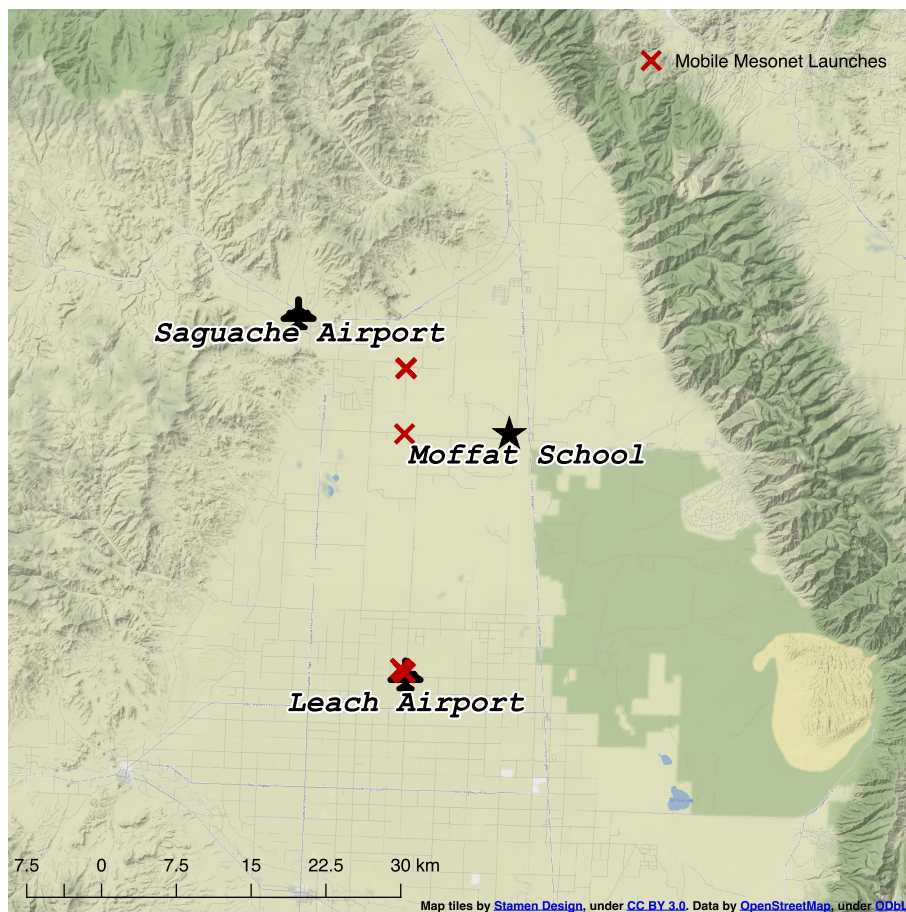 Mobile Mesonet Launches
Saguache Airport
Moffat School
Leach Airport
7.5 0 7.5 15 22.5 30 km
Map tiles by Stamen Design, under CC BY 3.0. Data by OpenStreetMap, under ODbL